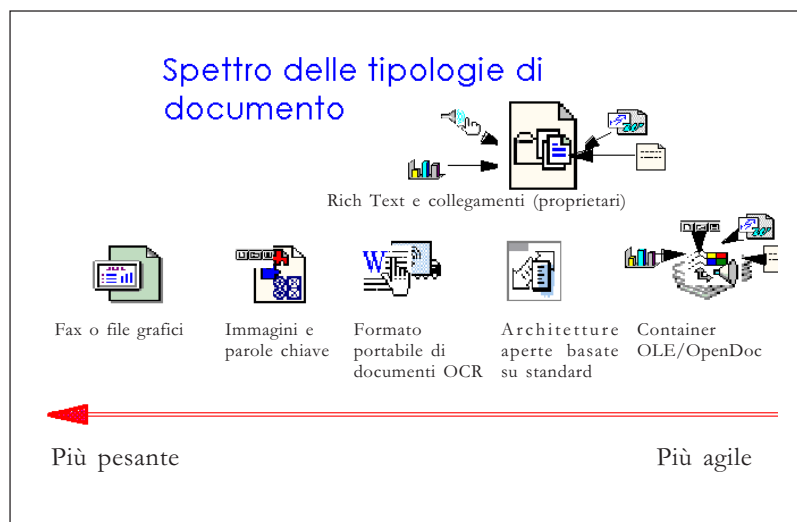 Spettro delle tipologie di
documento
Rich Text e collegamenti (proprietari)
Fax o file grafici
Immagini e
parole chiave
W
Formato
portabile di
documenti OCR
Architetture
aperte basate
su standard
Container
OLE/OpenDoc
Più pesante
Più agile